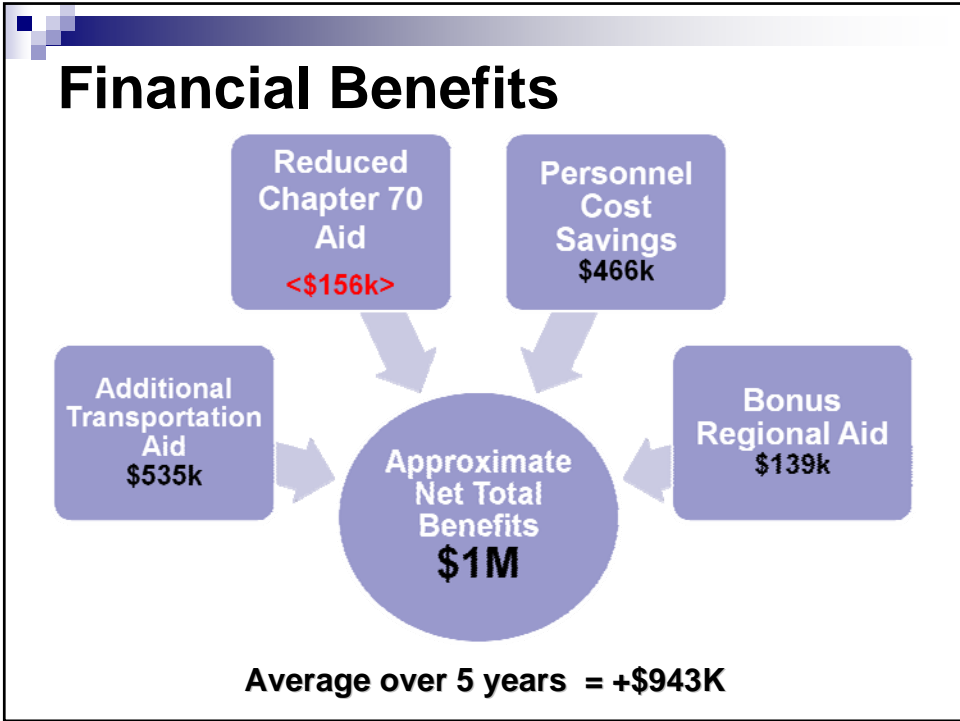 Financial Benefits
Reduced
Chapter 70
Aid
<$156k>
Personnel
Cost
Savings
$466k
Additional
Transportation
Aid
$535k
Bonus
Regional Aid
$139k
Approximate
Net Total
Benefits
$1M
Average over 5 years = +$943K